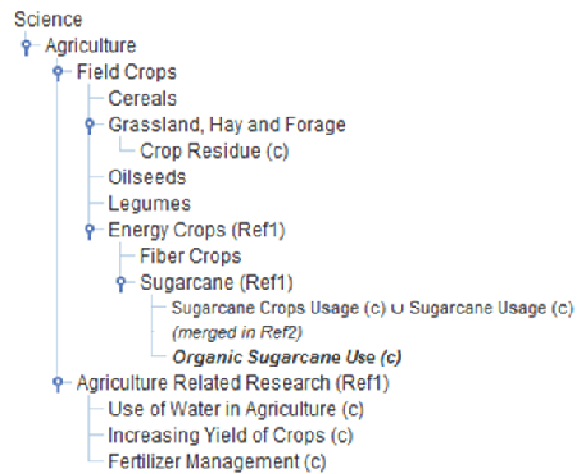 Science
Agriculture
Field Crops
Cereals
Grassland, Hay and Forage
Crop Residue (c)
Oilseeds
Legumes
Energy Crops (Ref1)
Fiber Crops
Sugarcane (Ref1)
Sugarcane Crops Usage (c) ∪ Sugarcane Usage (c)
(merged in Ref2)
Organic Sugarcane Use (c)
Agriculture Related Research (Ref1)
Use of Water in Agriculture (c)
Increasing Yield of Crops (c)
Fertilizer Management (c)